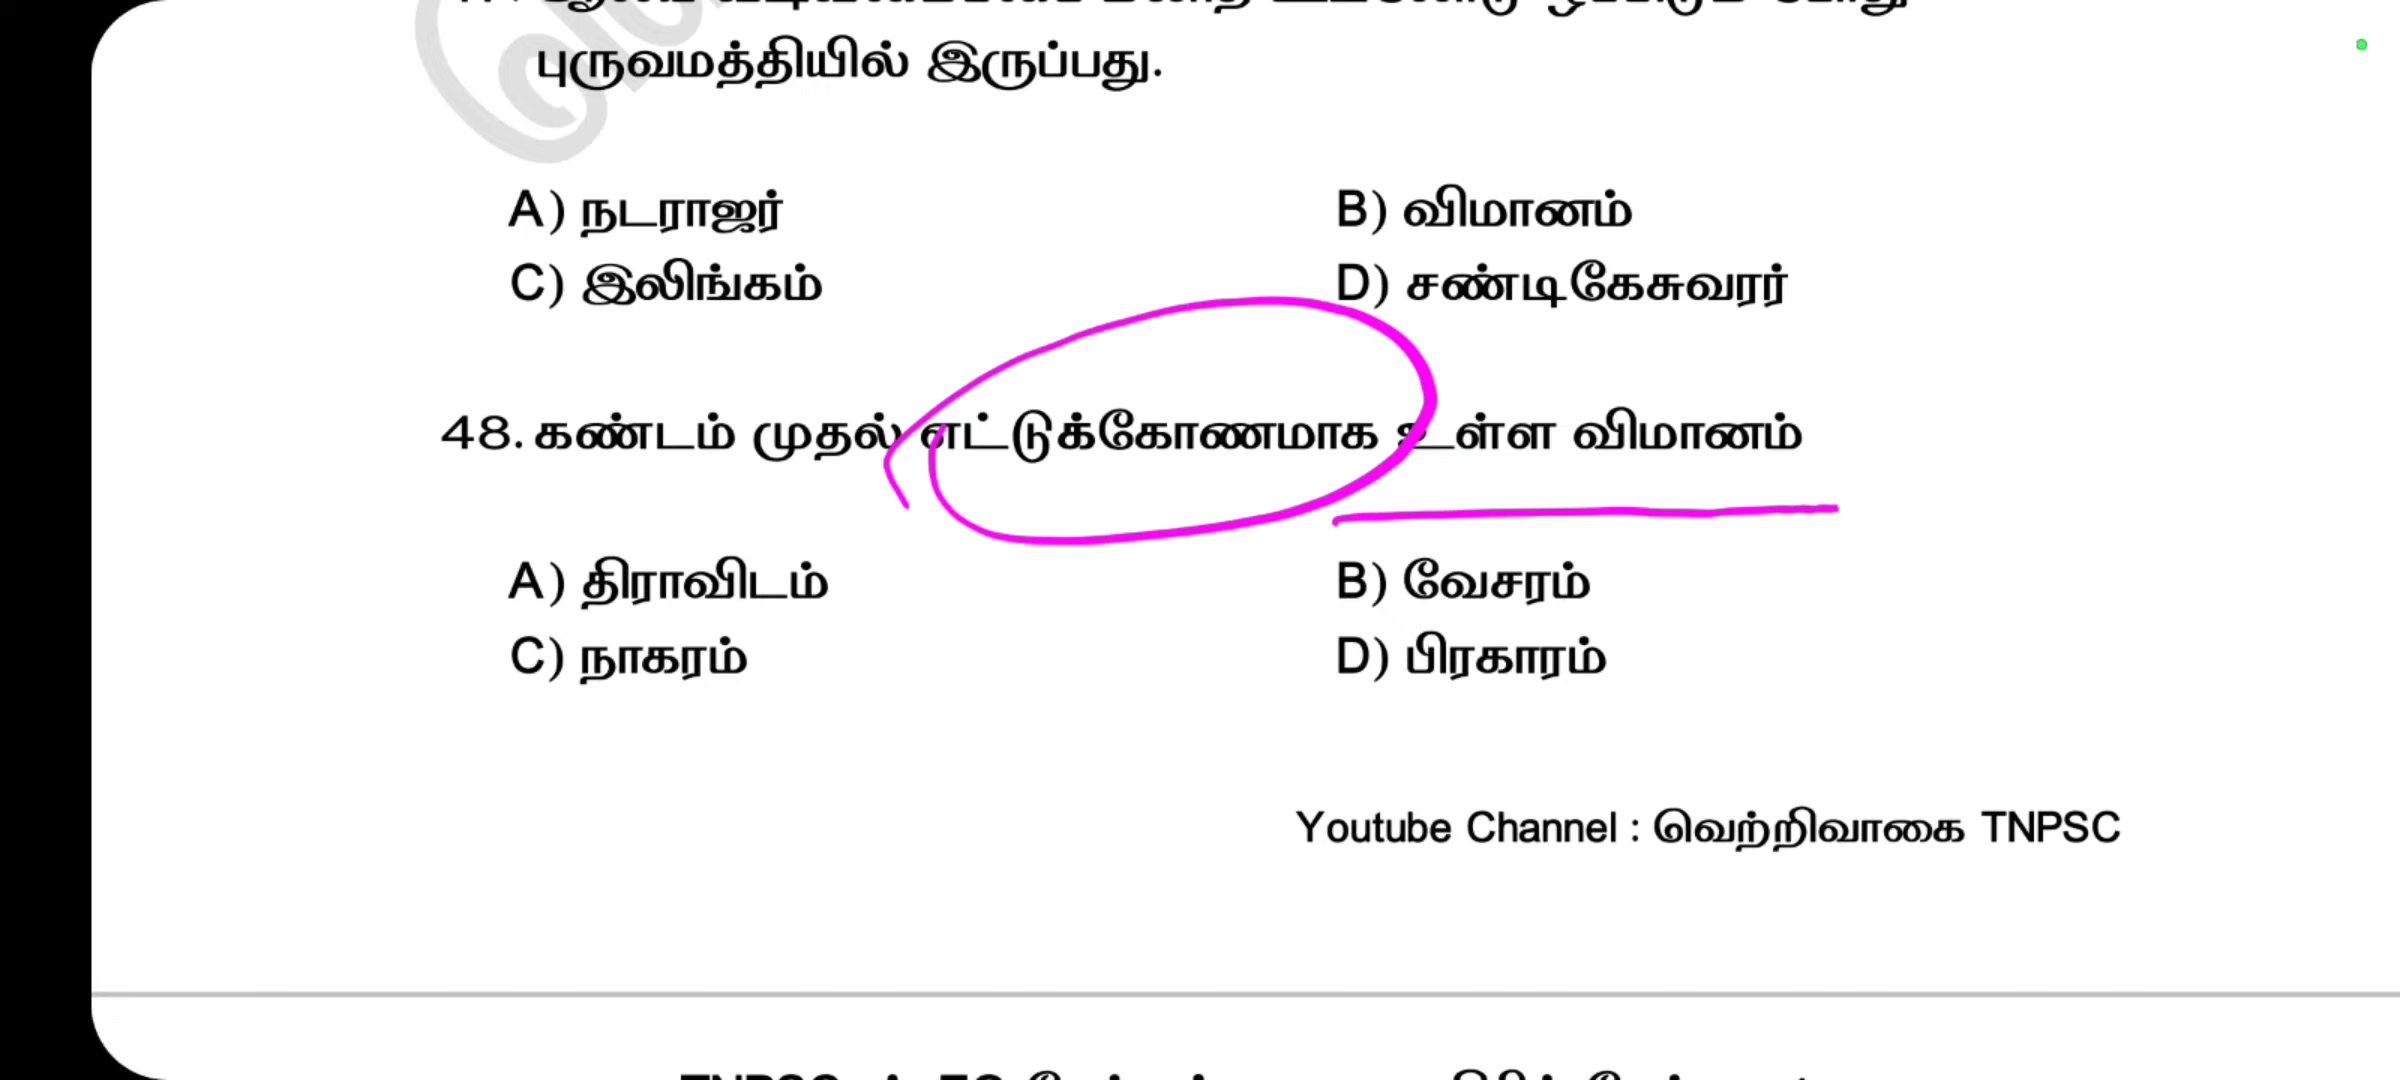 புருவமத்தியில் இருப்பது.
A) நடராஜர் B) விமானம்
C) இலிங்கம் D) சண்டிகேசுவரர்
48. கண்டம் முதல் எட்டுக்கோணமாக உள்ள விமானம்
A) திராவிடம் B) வேசரம்
C) நாகரம் D) பிரகாரம்
Youtube Channel : வெற்றிவாகை TNPSC